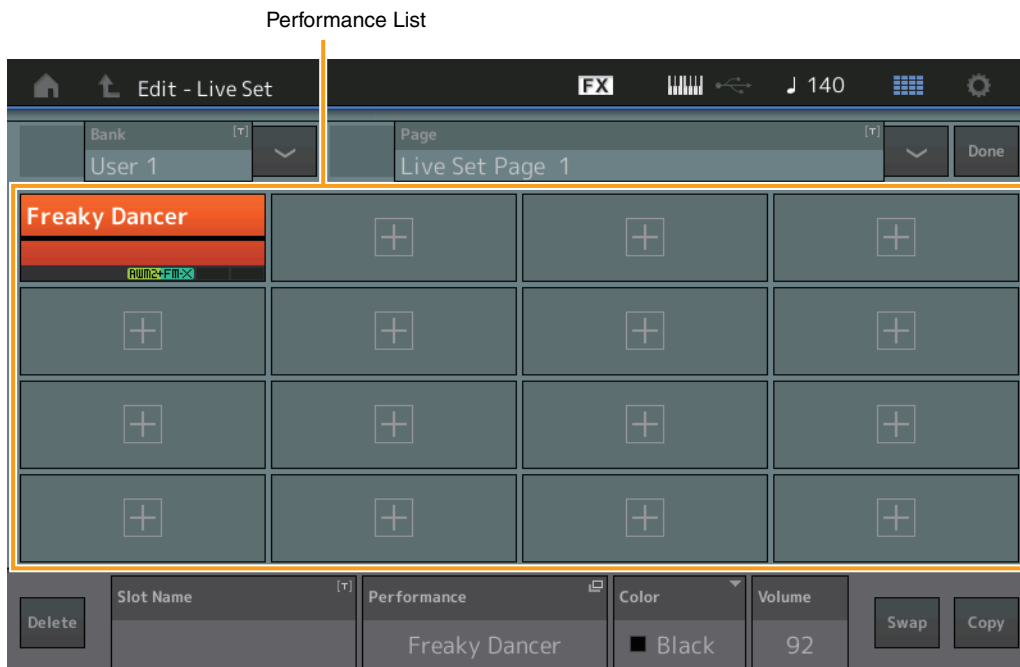 Performance List
Edit - Live Set
FX
♩ 140
Bank
[T]
User 1
Page
[T]
Live Set Page 1
Done
Freaky Dancer
AWM2+FM-X
Delete
Slot Name
[T]
Performance
Freaky Dancer
Color
Black
Volume
92
Swap
Copy